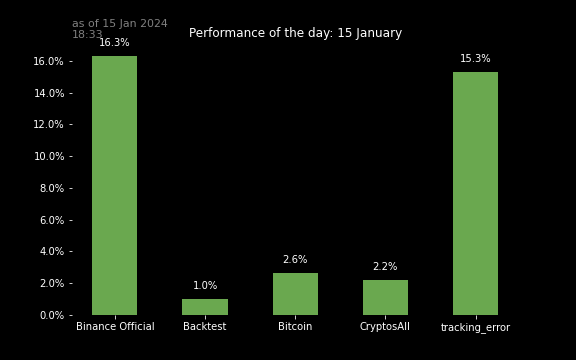 as of 15 Jan 2024
18:33
Performance of the day: 15 January
16.3%
15.3%
16.0%
14.0%
12.0%
10.0%
8.0%
6.0%
4.0%
2.0%
0.0%
1.0%
2.6%
2.2%
Binance Official
Backtest
Bitcoin
CryptosAll
tracking_error